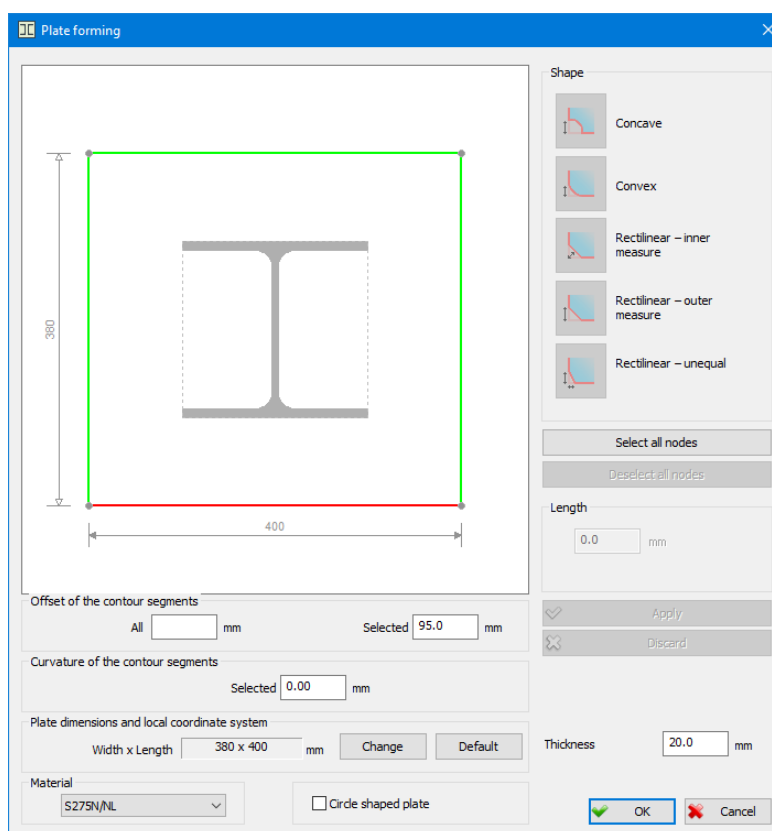 Plate forming
Shape
Concave
Convex
Rectilinear – inner
measure
Rectilinear – outer
measure
Rectilinear – unequal
380
400
Select all nodes
Deselect all nodes
Length
0.0 mm
Offset of the contour segments
All mm Selected 95.0 mm
Apply
Discard
Curvature of the contour segments
Selected 0.00 mm
Plate dimensions and local coordinate system
Width x Length 380 x 400 mm Change Default
Thickness 20.0 mm
Material
S275N/NL
Circle shaped plate
OK Cancel